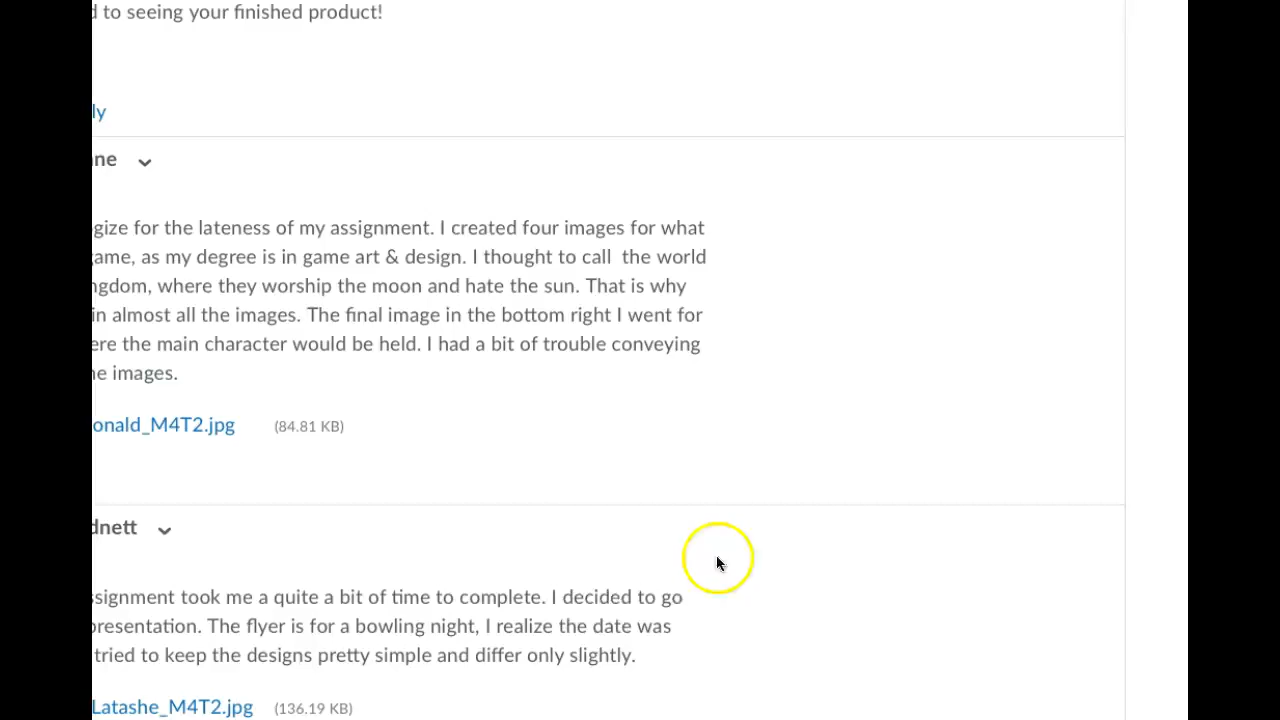 d to seeing your finished product!
ly
ne
gize for the lateness of my assignment. I created four images for what
game, as my degree is in game art & design. I thought to call the world
ngdom, where they worship the moon and hate the sun. That is why
in almost all the images. The final image in the bottom right I went for
ere the main character would be held. I had a bit of trouble conveying
he images.
onald_M4T2.jpg (84.81 KB)
dnett
ssignment took me a quite a bit of time to complete. I decided to go
presentation. The flyer is for a bowling night, I realize the date was
tried to keep the designs pretty simple and differ only slightly.
Latashe_M4T2.jpg (136.19 KB)